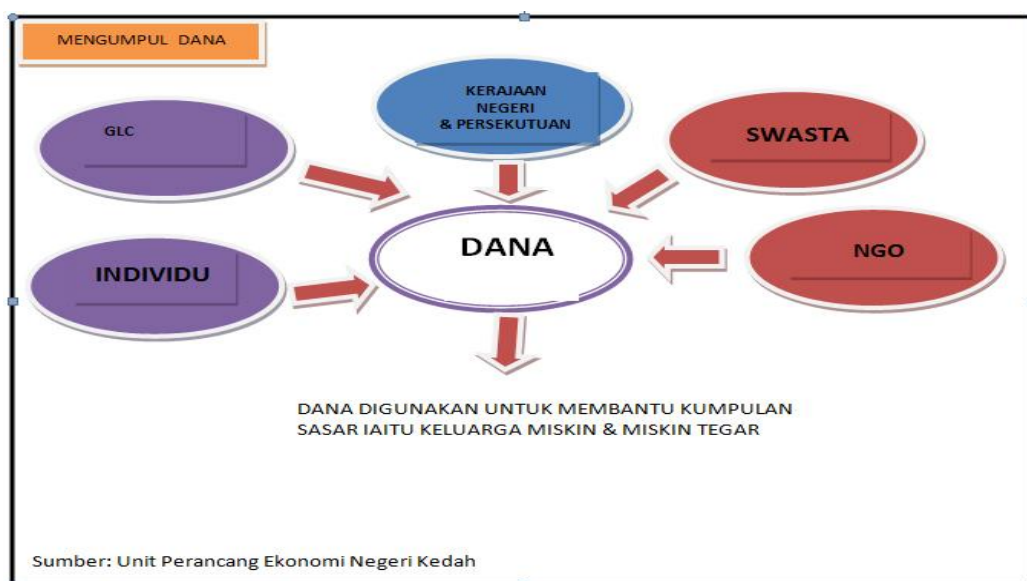 MENGUMPUL DANA
GLC
KERAJAAN
NEGERI
& PERSEKUTUAN
SWASTA
INDIVIDU
DANA
NGO
DANA DIGUNAKAN UNTUK MEMBANTU KUMPULAN
SASAR IAITU KELUARGA MISKIN & MISKIN TEGAR
Sumber: Unit Perancang Ekonomi Negeri Kedah